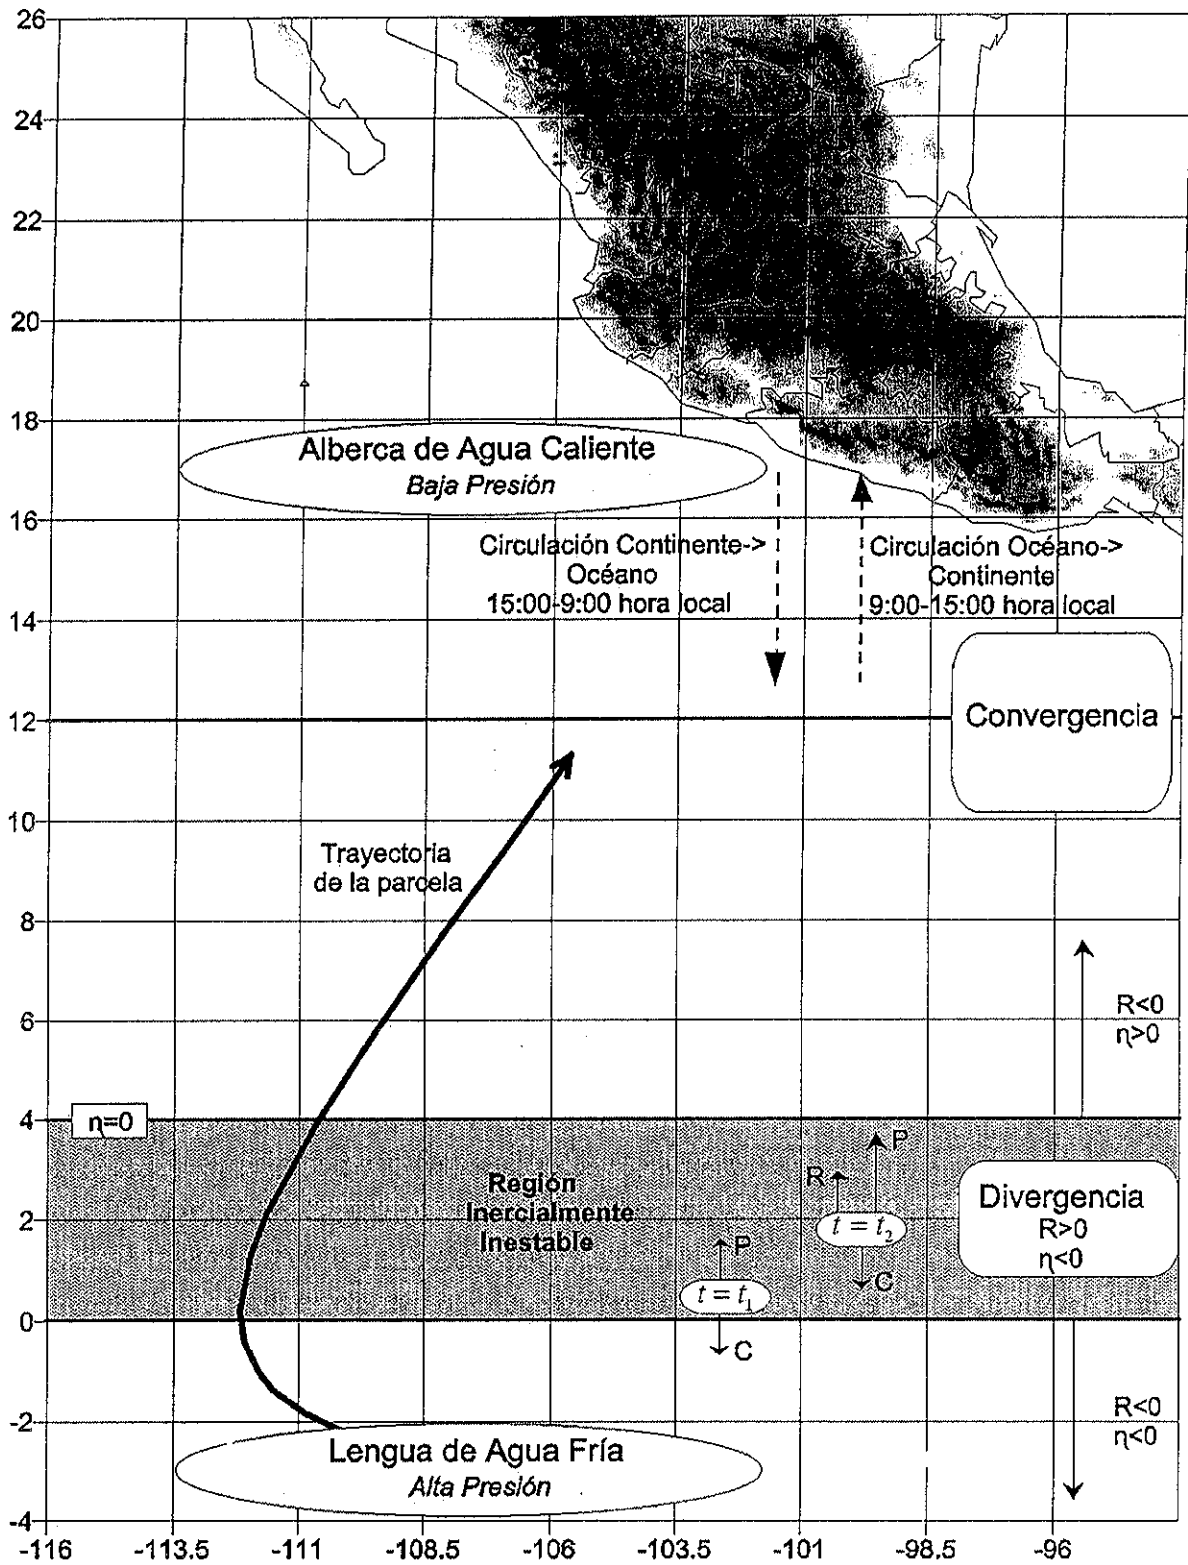 26
24
22
20
18
Alberca de Agua Caliente
Baja Presión
16
Circulación Continente->
Océano
15:00-9:00 hora local
Circulación Océano->
Continente
9:00-15:00 hora local
14
12
Convergencia
10
Trayectoria
de la parcela
8
R<0
η>0
6
4
η=0
P
R
Región
Inercialmente
Inestable
Divergencia
R>0
η<0
2
t = t₂
P
C
t = t₁
0
C
R<0
η<0
-2
Lengua de Agua Fría
Alta Presión
-4
-116 -113.5 -111 -108.5 -106 -103.5 -101 -98.5 -96